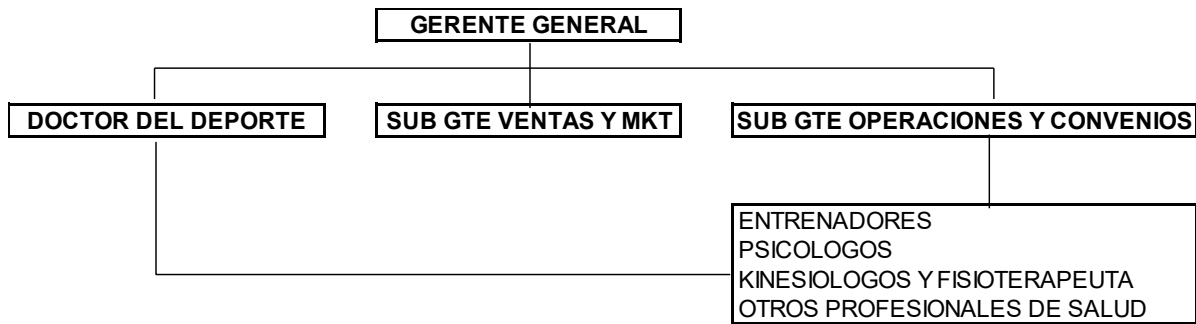 GERENTE GENERAL
DOCTOR DEL DEPORTE
SUB GTE VENTAS Y MKT
SUB GTE OPERACIONES Y CONVENIOS
ENTRENADORES
PSICOLOGOS
KINESIOLOGOS Y FISIOTERAPEUTA
OTROS PROFESIONALES DE SALUD